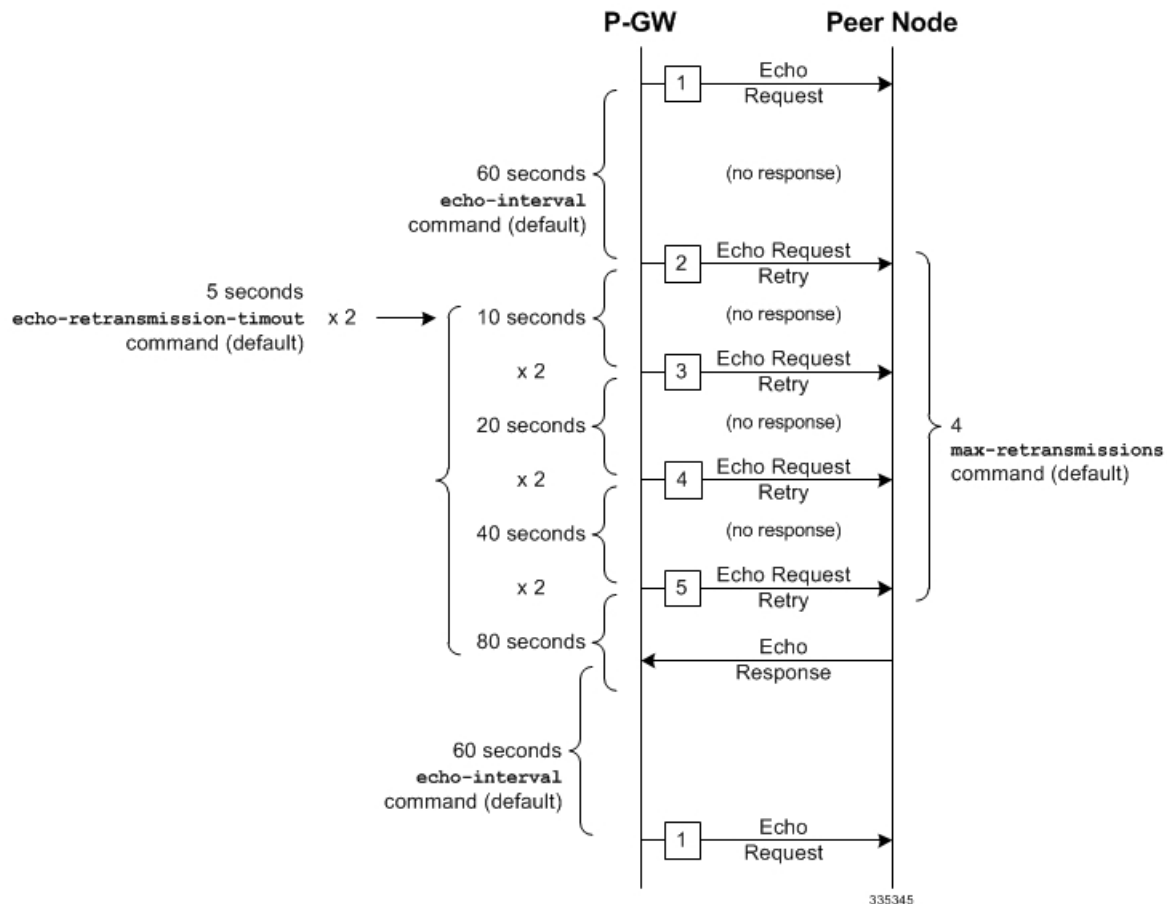 P-GW
Peer Node
1
Echo
Request
60 seconds
echo-interval
command (default)
(no response)
2
Echo Request
Retry
5 seconds
echo-retransmission-timout
command (default)
x 2
10 seconds
(no response)
x 2
3
Echo Request
Retry
20 seconds
(no response)
4
max-retransmissions
command (default)
x 2
4
Echo Request
Retry
40 seconds
(no response)
x 2
5
Echo Request
Retry
80 seconds
Echo
Response
60 seconds
echo-interval
command (default)
1
Echo
Request
335345